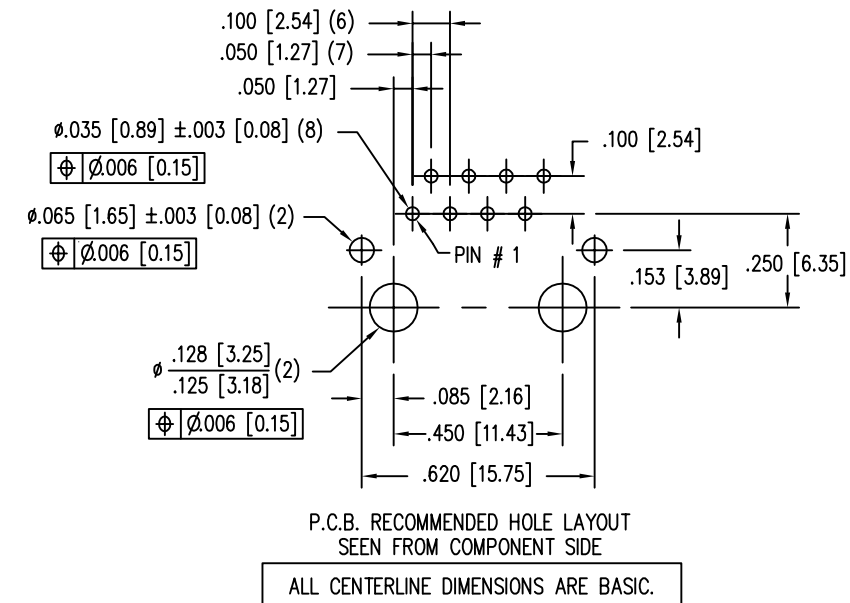 .100 [2.54] (6)
.050 [1.27] (7)
.050 [1.27]
ø.035 [0.89] ±.003 [0.08] (8)
.100 [2.54]
⌖ Ø.006 [0.15]
ø.065 [1.65] ±.003 [0.08] (2)
PIN # 1
⌖ Ø.006 [0.15]
.153 [3.89]
.250 [6.35]
ø .128 [3.25]
.125 [3.18] (2)
.085 [2.16]
⌖ Ø.006 [0.15]
.450 [11.43]
.620 [15.75]
P.C.B. RECOMMENDED HOLE LAYOUT
SEEN FROM COMPONENT SIDE
ALL CENTERLINE DIMENSIONS ARE BASIC.